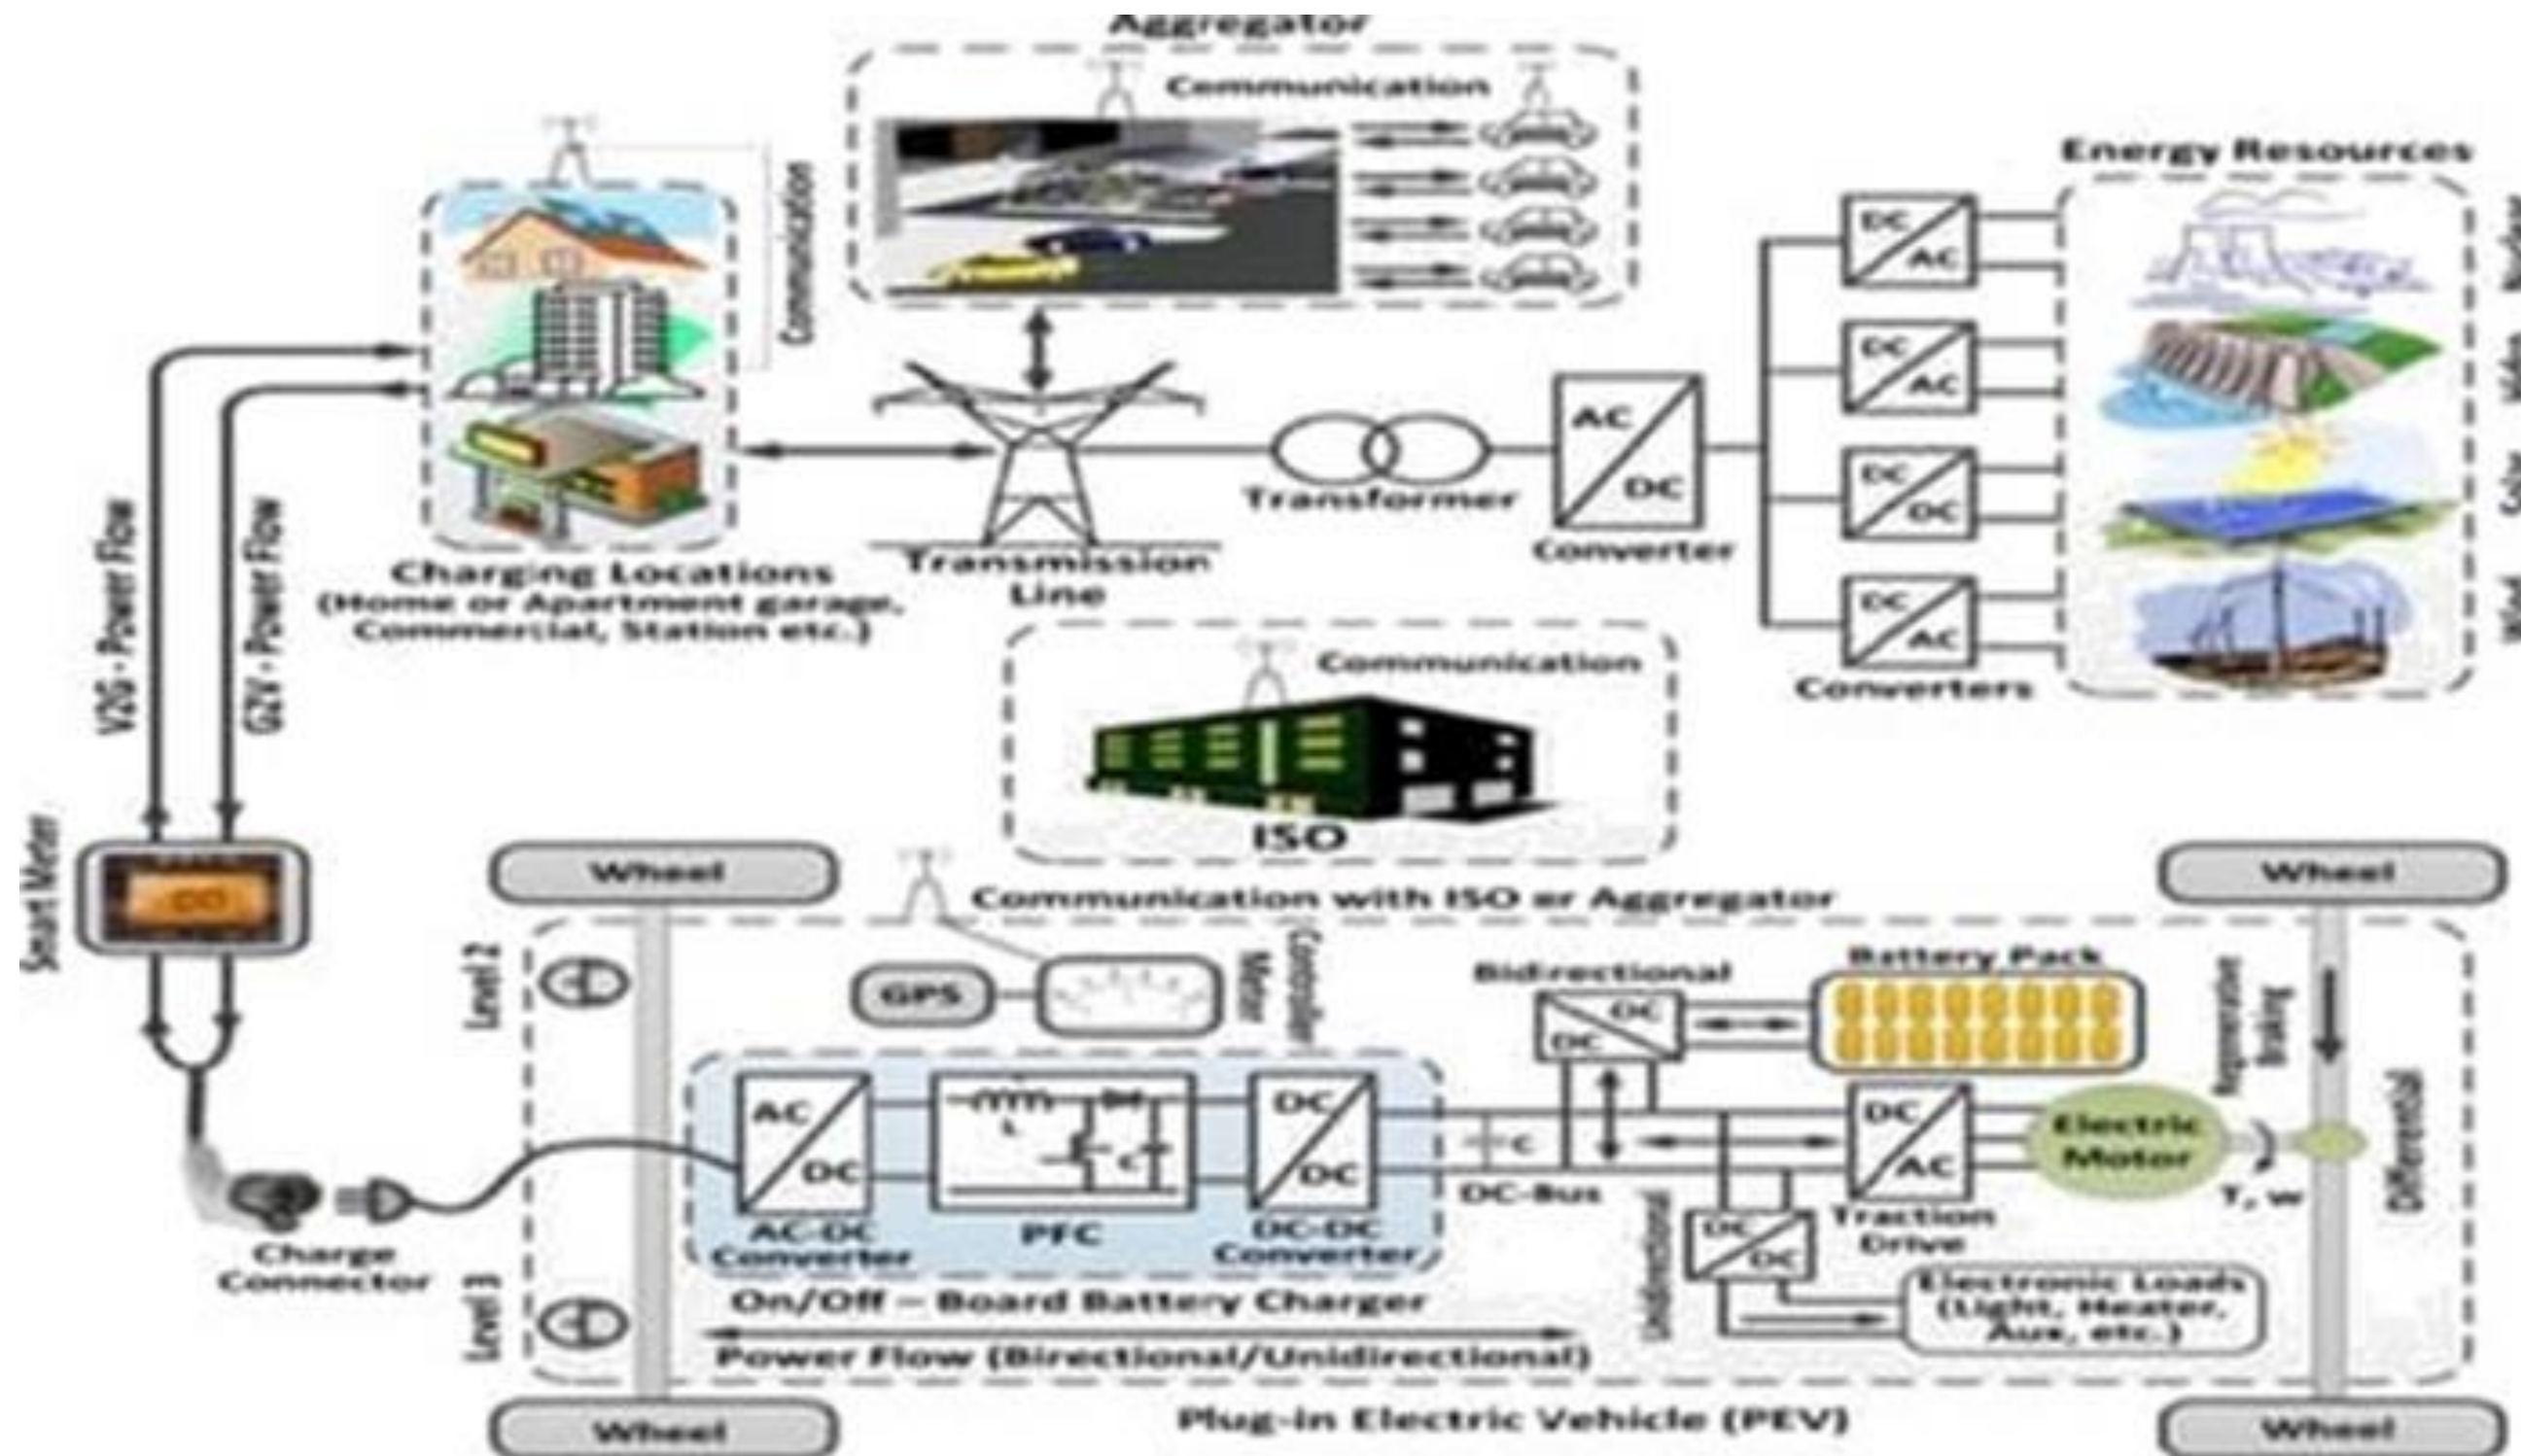 Aggregator
Communication
Communication
Energy Resources
DC
AC
DC
AC
DC
DC
DC
AC
Converters
Nuclear
Hydro
Solar
Wind
AC
DC
Converter
Transformer
Transmission
Line
Charging Locations
(Home or Apartment garage,
Commercial, Station etc.)
V2G - Power Flow
G2V - Power Flow
Smart Meter
Communication
ISO
Communication with ISO or Aggregator
Wheel
Wheel
Level 2
GPS
Controller
Meter
Bidirectional
DC
DC
Battery Pack
Regenerative
Braking
Differential
AC
DC
AC-DC
Converter
L
C
PFC
DC
DC
DC-DC
Converter
C
DC-Bus
DC
AC
Traction
Drive
Electric
Motor
T, w
Unidirectional
DC
DC
Electronic Loads
(Light, Heater,
Aux, etc.)
Charge
Connector
Level 3
On/Off – Board Battery Charger
Power Flow (Birectional/Unidirectional)
Wheel
Plug-in Electric Vehicle (PEV)
Wheel